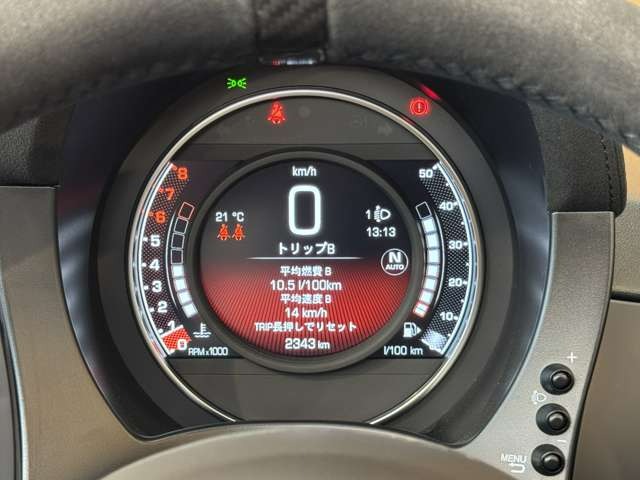 km/h
0
21 °C
1
13:13
トリップB
N
AUTO
平均燃費 B
10.5 l/100km
平均速度 B
14 km/h
TRIP長押しでリセット
2343 km
8
7
6
5
4
3
2
1
0
RPM x1000
50
40
30
20
10
l/100 km
+
−
MENU